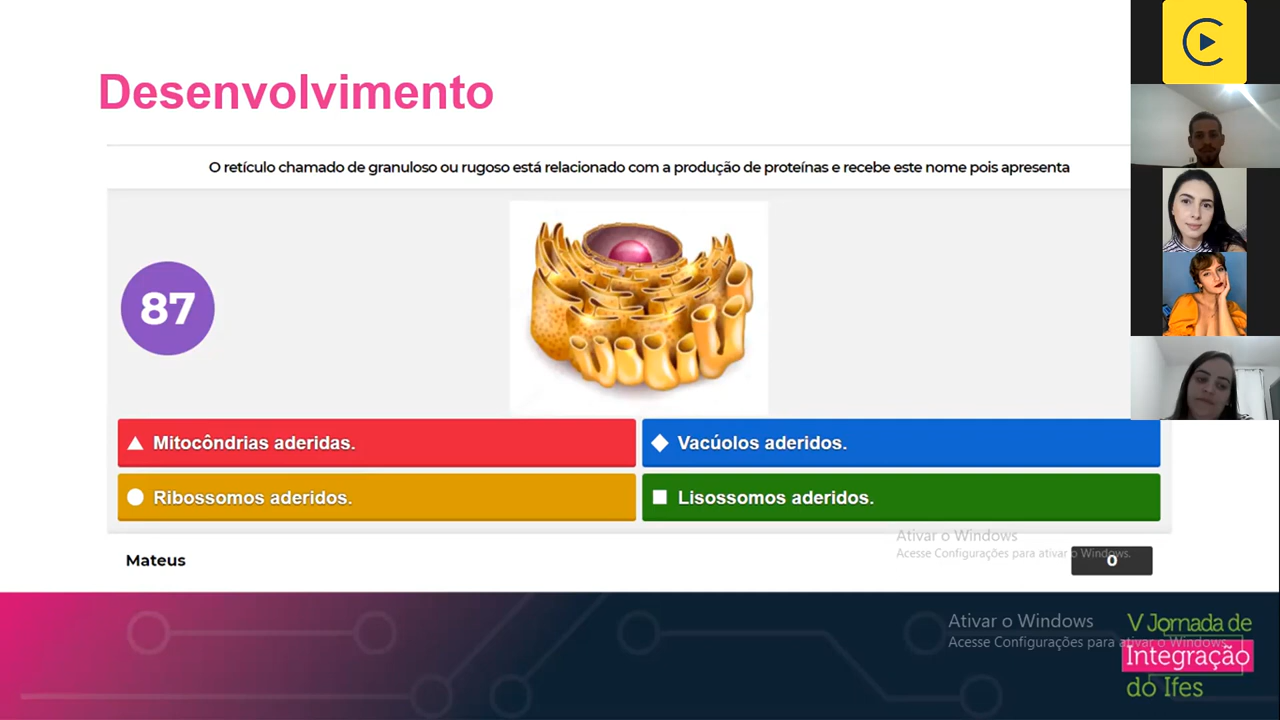 Desenvolvimento
O retículo chamado de granuloso ou rugoso está relacionado com a produção de proteínas e recebe este nome pois apresenta
87
Mitocôndrias aderidas.
Vacúolos aderidos.
Ribossomos aderidos.
Lisossomos aderidos.
Ativar o Windows
Acesse Configurações para ativar o Windows.
Mateus
0
Ativar o Windows
Acesse Configurações para ativar o Windows.
V Jornada de
Integração
do Ifes